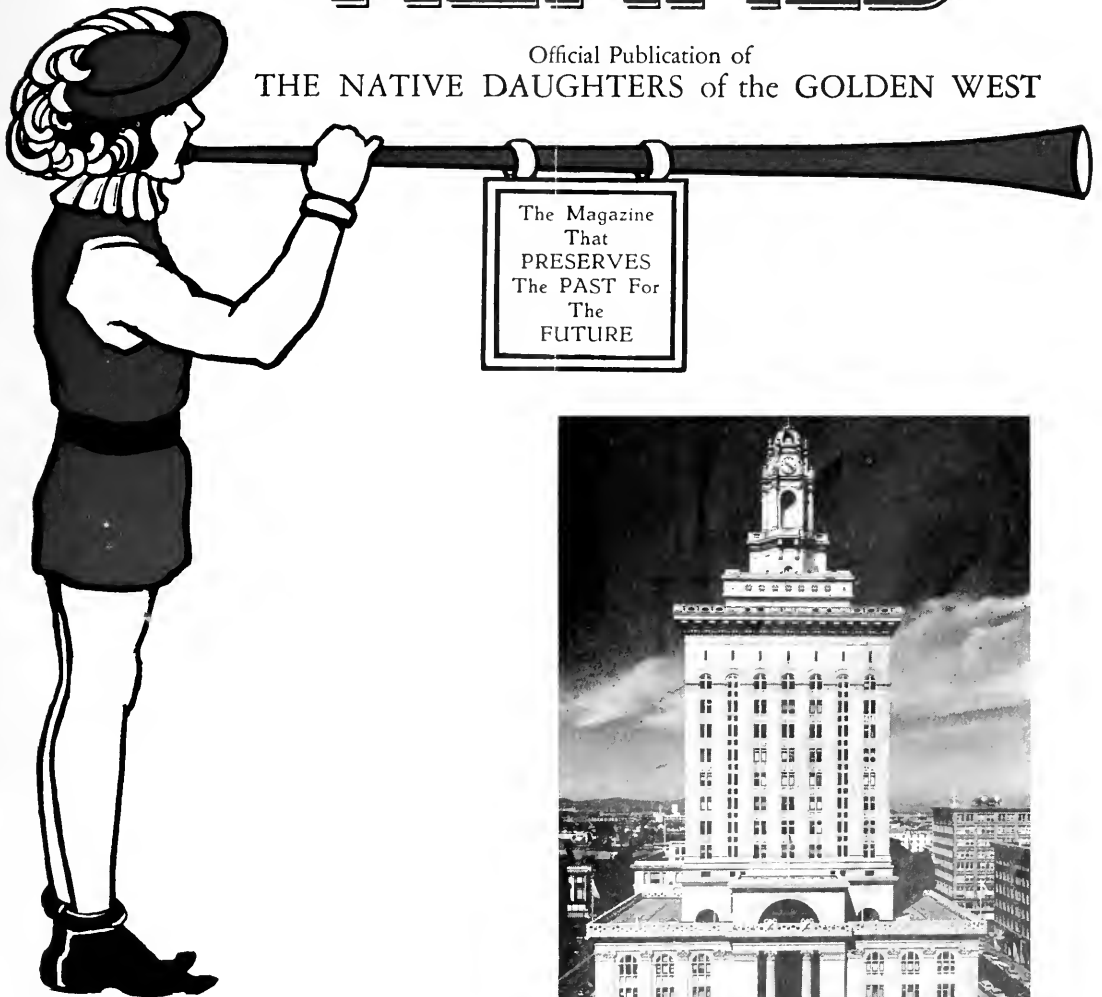 Official Publication of
THE NATIVE DAUGHTERS of the GOLDEN WEST
The Magazine
That
PRESERVES
The PAST For
The
FUTURE